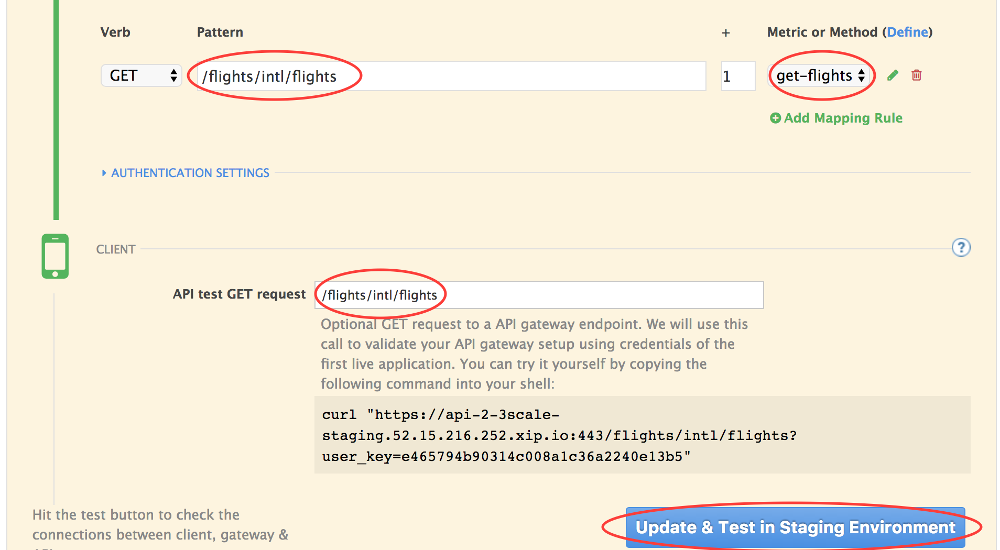 Verb Pattern + Metric or Method (Define)
GET /flights/intl/flights 1 get-flights
Add Mapping Rule
AUTHENTICATION SETTINGS
CLIENT
?
API test GET request /flights/intl/flights
Optional GET request to a API gateway endpoint. We will use this
call to validate your API gateway setup using credentials of the
first live application. You can try it yourself by copying the
following command into your shell:
curl "https://api-2-3scale-
staging.52.15.216.252.xip.io:443/flights/intl/flights?
user_key=e465794b90314c008a1c36a2240e13b5"
Hit the test button to check the
connections between client, gateway &
Update & Test in Staging Environment